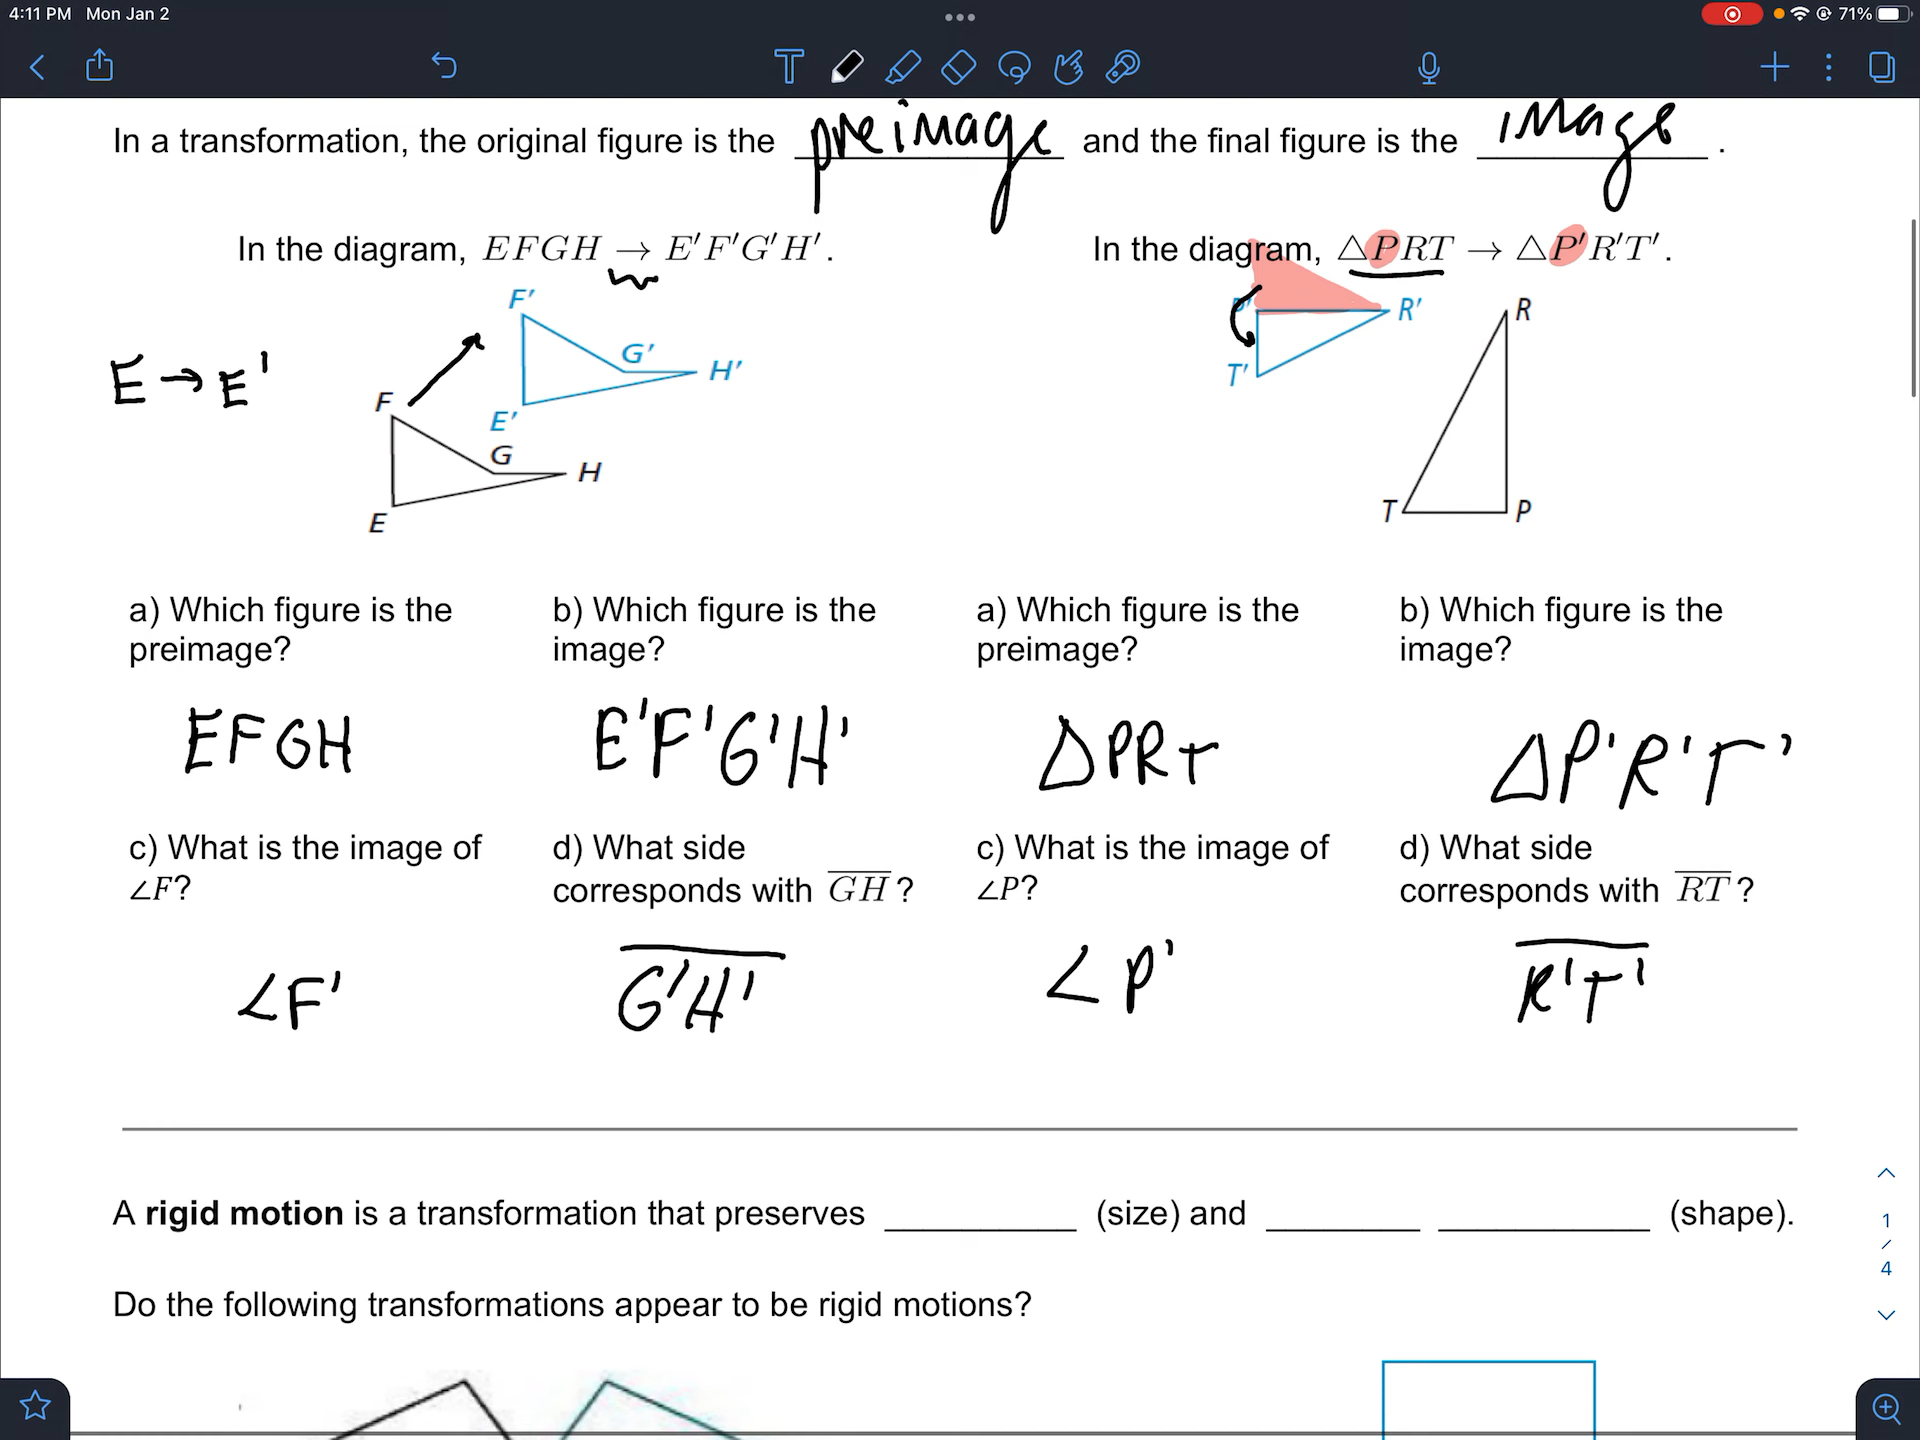 4:11 PM Mon Jan 2
71%
In a transformation, the original figure is the preimage and the final figure is the image .
In the diagram, EFGH → E′F′G′H′.
In the diagram, △PRT → △P′R′T′.
F′
G′
H′
E′
E → E'
F
G
H
E
R′
T′
R
T
P
a) Which figure is the
preimage?
EFGH
b) Which figure is the
image?
E'F'G'H'
a) Which figure is the
preimage?
△PRT
b) Which figure is the
image?
△P'R'T'
c) What is the image of
∠F?
∠F'
d) What side
corresponds with G̅H̅ ?
G̅'H̅'
c) What is the image of
∠P?
∠P'
d) What side
corresponds with R̅T̅ ?
R̅'T̅'
A rigid motion is a transformation that preserves __________ (size) and ________ ___________ (shape).
Do the following transformations appear to be rigid motions?
1
/
4